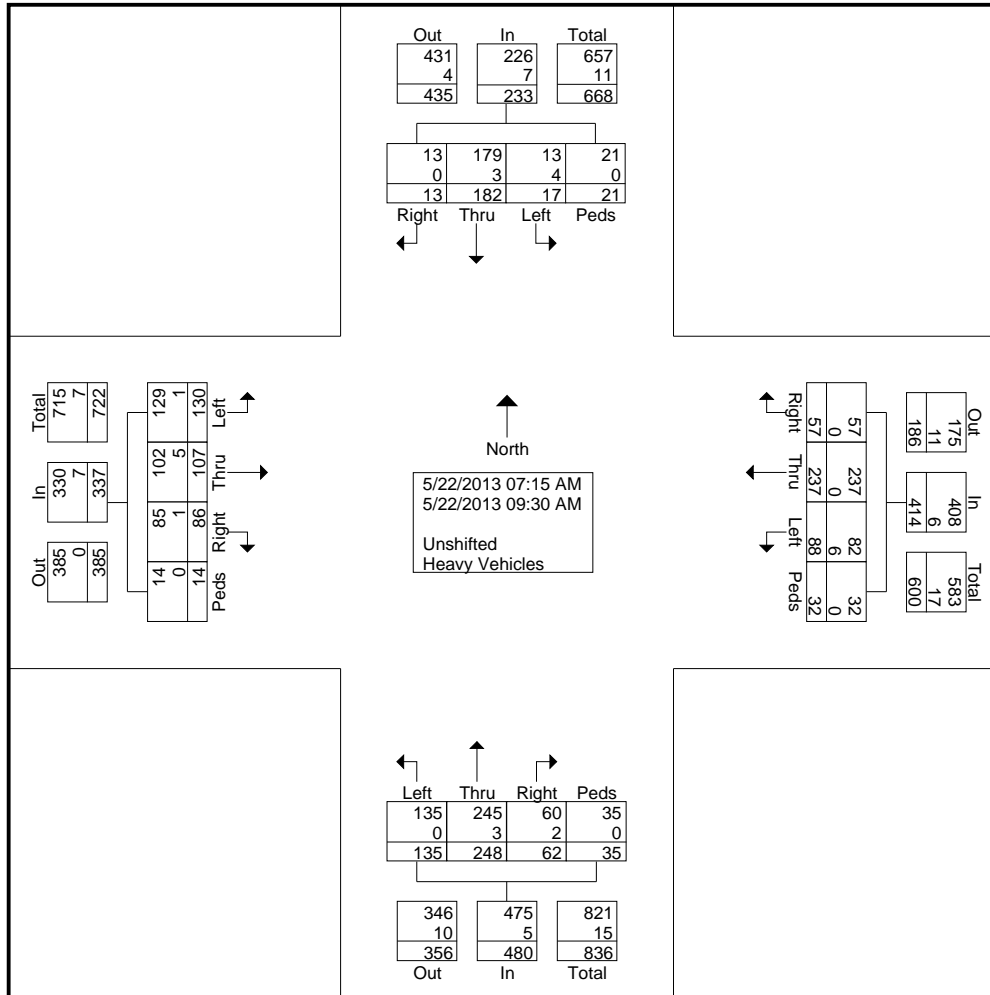 Out In Total
431 226 657
4 7 11
435 233 668
13 179 13 21
0 3 4 0
13 182 17 21
Right Thru Left Peds
Total
715
7
722
In
330
7
337
Out
385
0
385
129
1
130
Left
102
5
107
Thru
85
1
86
Right
14
0
14
Peds
North
5/22/2013 07:15 AM
5/22/2013 09:30 AM
Unshifted
Heavy Vehicles
Right
57
0
57
Thru
237
0
237
Left
82
6
88
Peds
32
0
32
Out
175
11
186
In
408
6
414
Total
583
17
600
Left Thru Right Peds
135 245 60 35
0 3 2 0
135 248 62 35
346 475 821
10 5 15
356 480 836
Out In Total